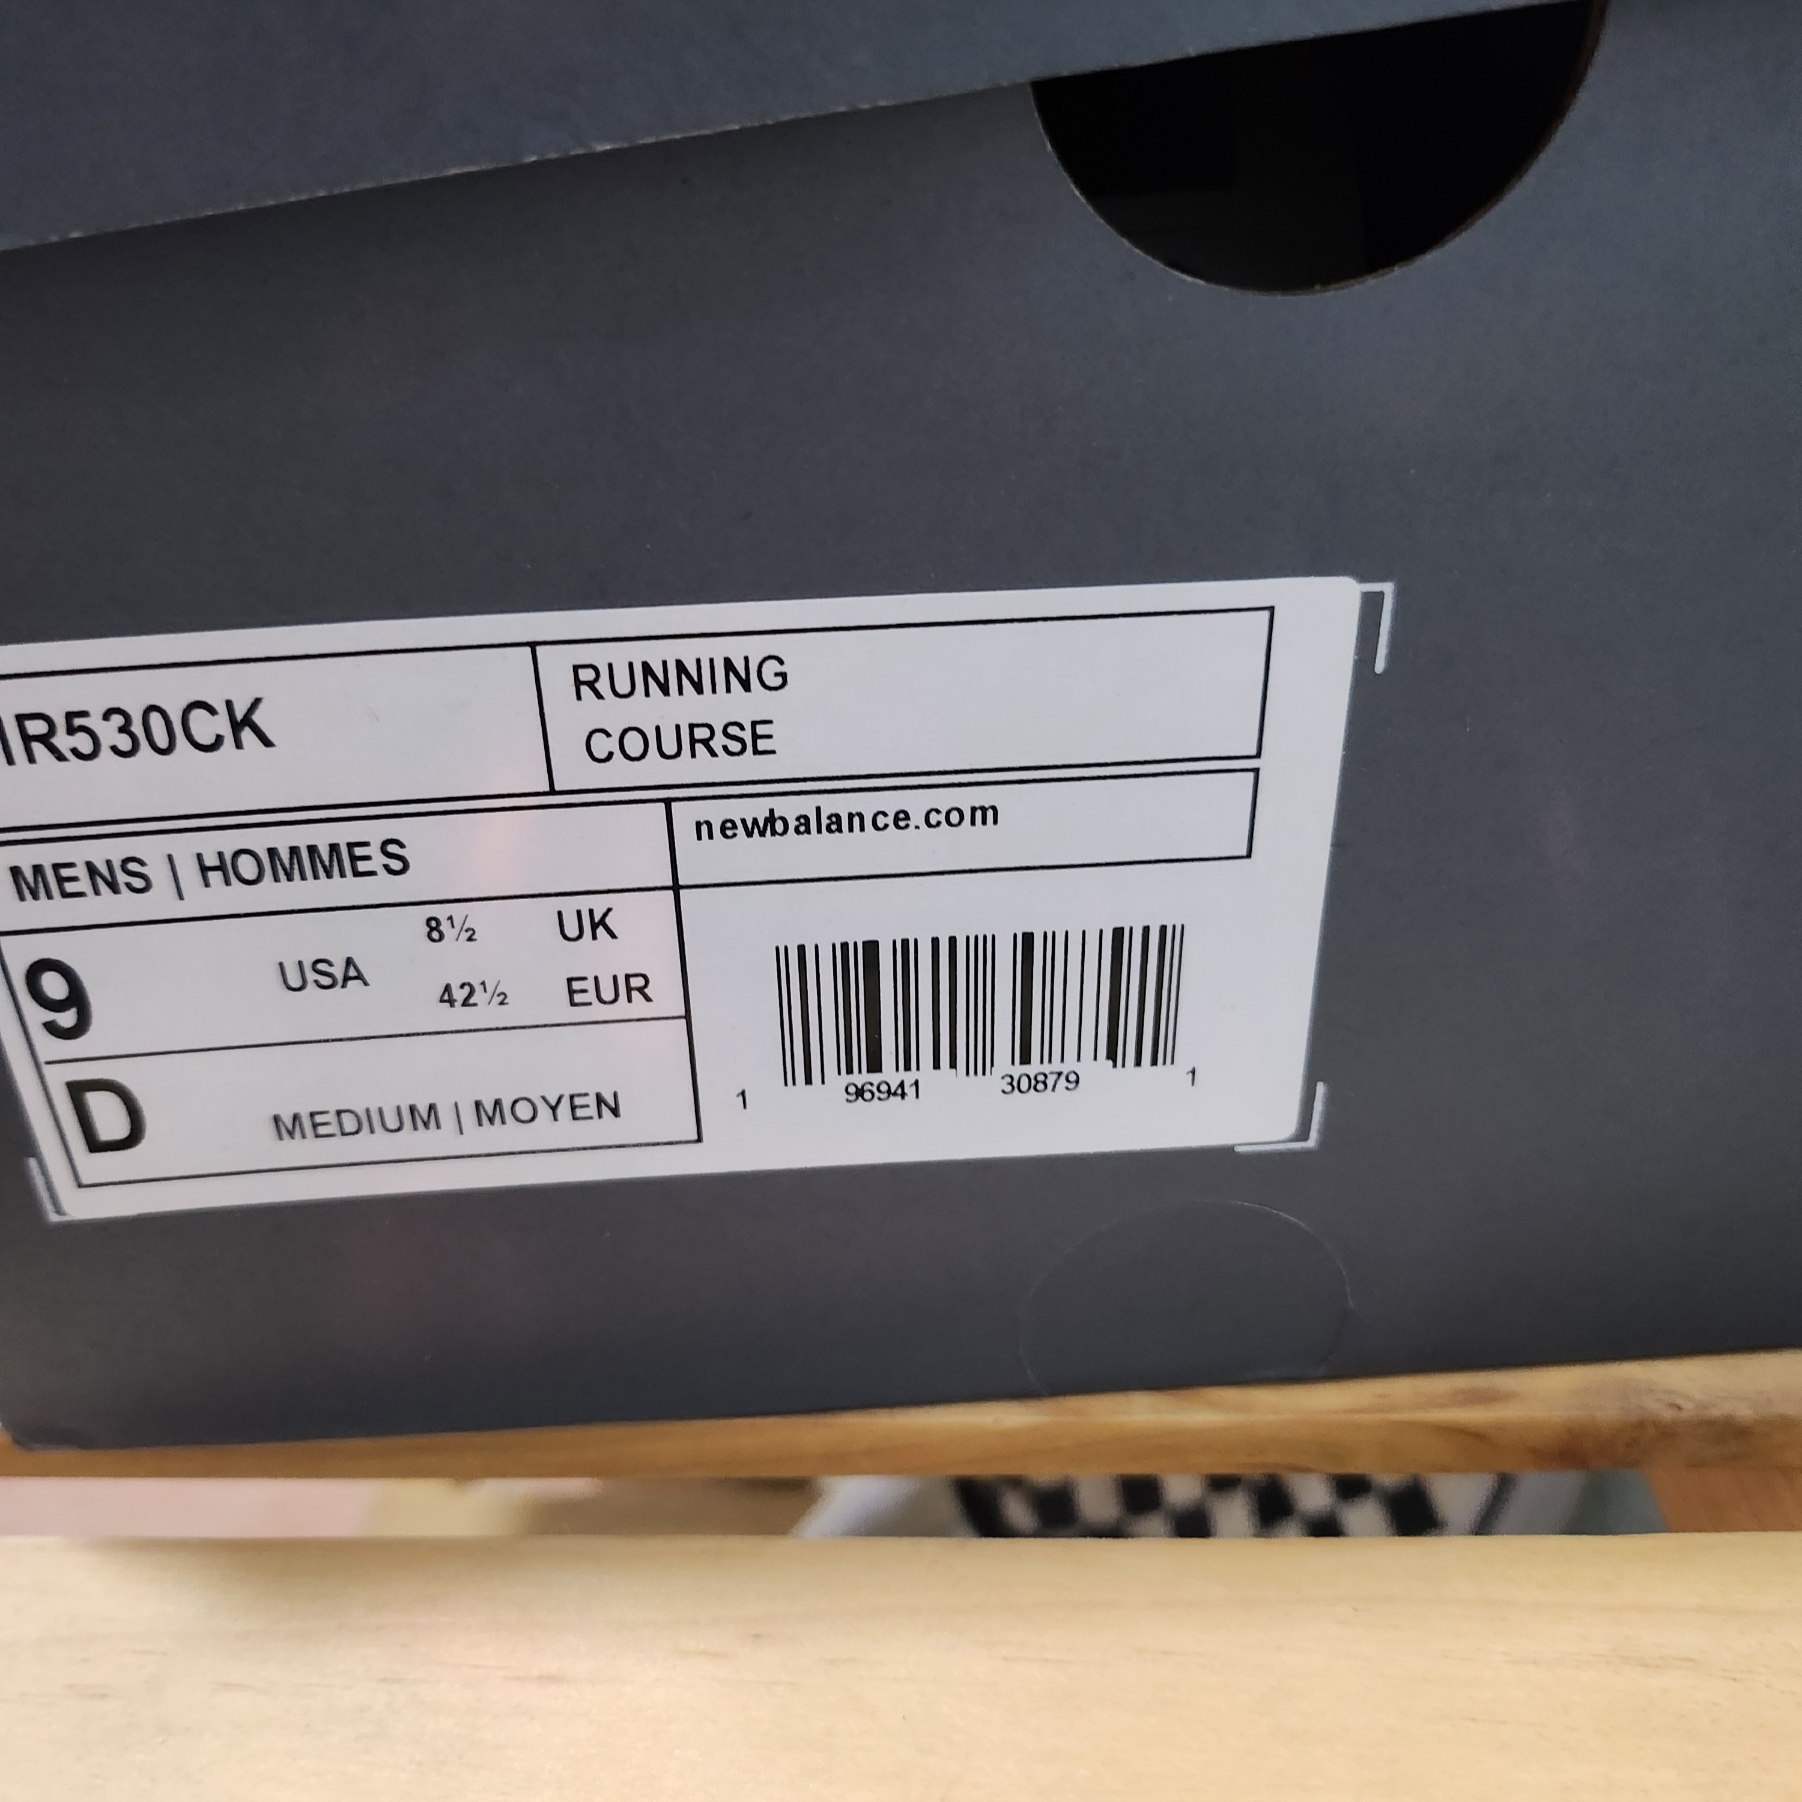 IR530CK
RUNNING
COURSE
MENS | HOMMES
newbalance.com
9 USA 8½ UK
42½ EUR
D MEDIUM | MOYEN
1 96941 30879 1